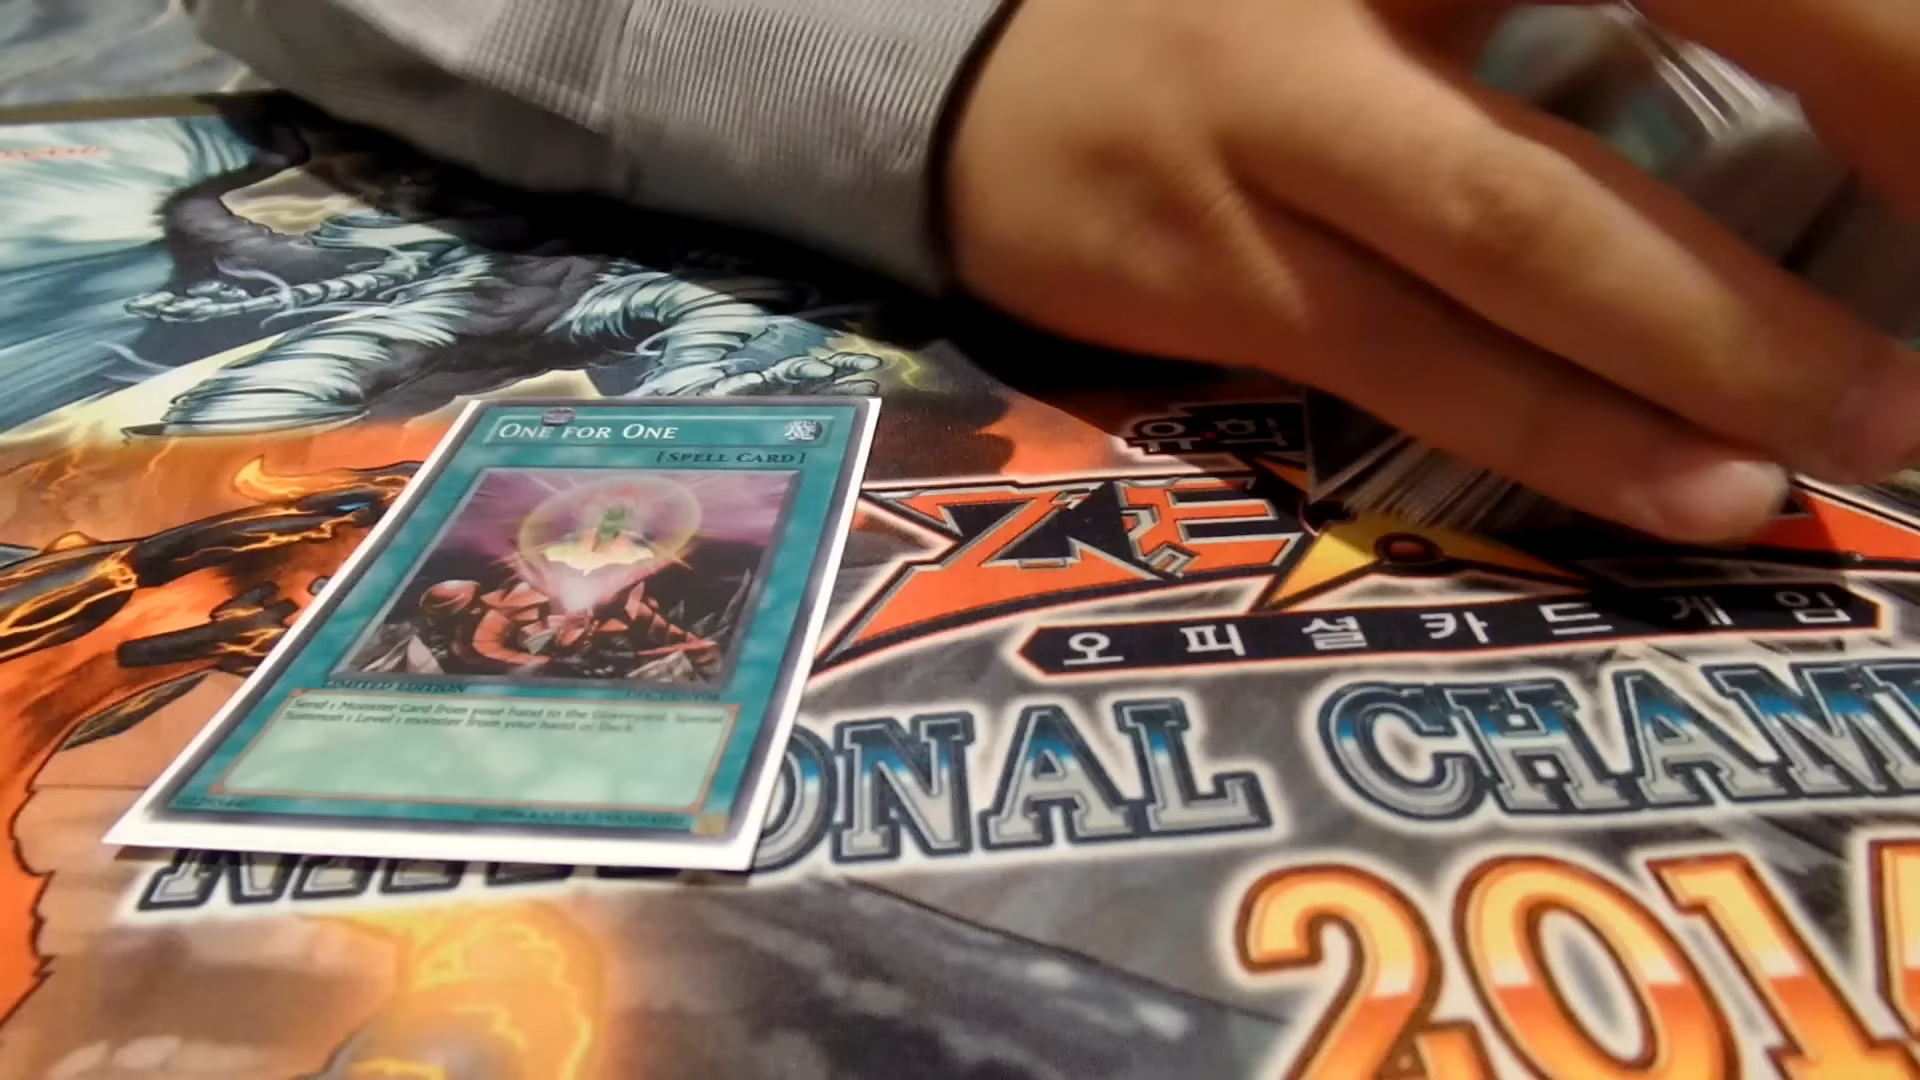 ONE FOR ONE
[SPELL CARD]
LIMITED EDITION
Send 1 Monster Card from your hand to the Graveyard. Special
Summon 1 Level 1 monster from your hand or Deck.
유희
ZE
오피셜카드게임
NATIONAL CHAM
201